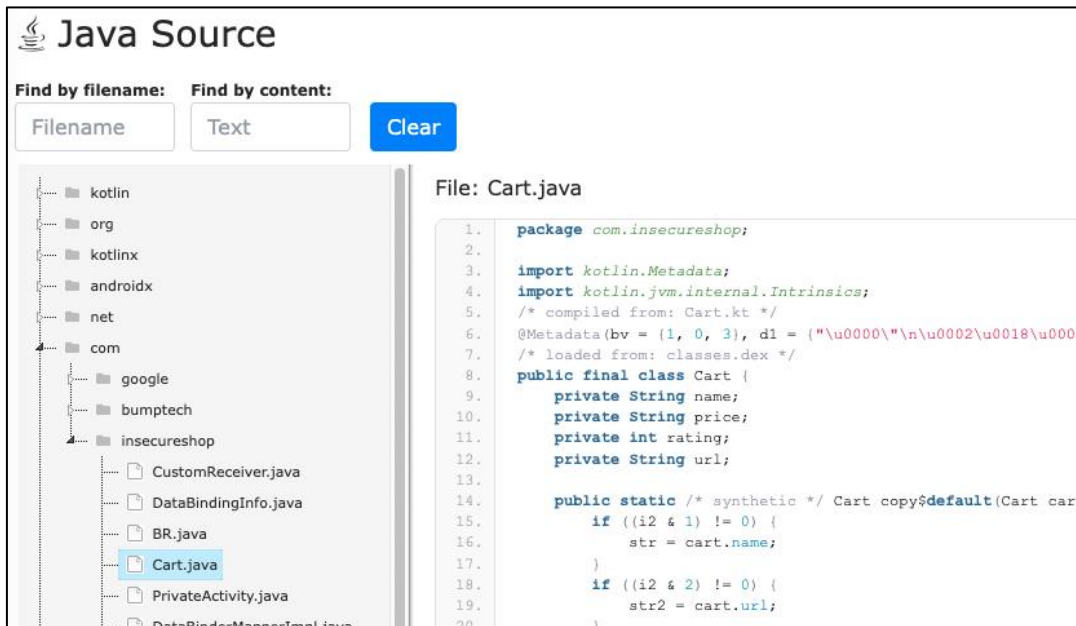 Java Source
Find by filename: Find by content:
Filename Text Clear
kotlin
org
kotlinx
androidx
net
com
google
bumptech
insecureshop
CustomReceiver.java
DataBindingInfo.java
BR.java
Cart.java
PrivateActivity.java
DataBinderMapperImpl.java
File: Cart.java
1. package com.insecureshop;
2.
3. import kotlin.Metadata;
4. import kotlin.jvm.internal.Intrinsics;
5. /* compiled from: Cart.kt */
6. @Metadata(bv = {1, 0, 3}, d1 = {"\u0000\"\n\u0002\u0018\u000
7. /* loaded from: classes.dex */
8. public final class Cart {
9. private String name;
10. private String price;
11. private int rating;
12. private String url;
13.
14. public static /* synthetic */ Cart copy$default(Cart car
15. if ((i2 & 1) != 0) {
16. str = cart.name;
17. }
18. if ((i2 & 2) != 0) {
19. str2 = cart.url;
20. }